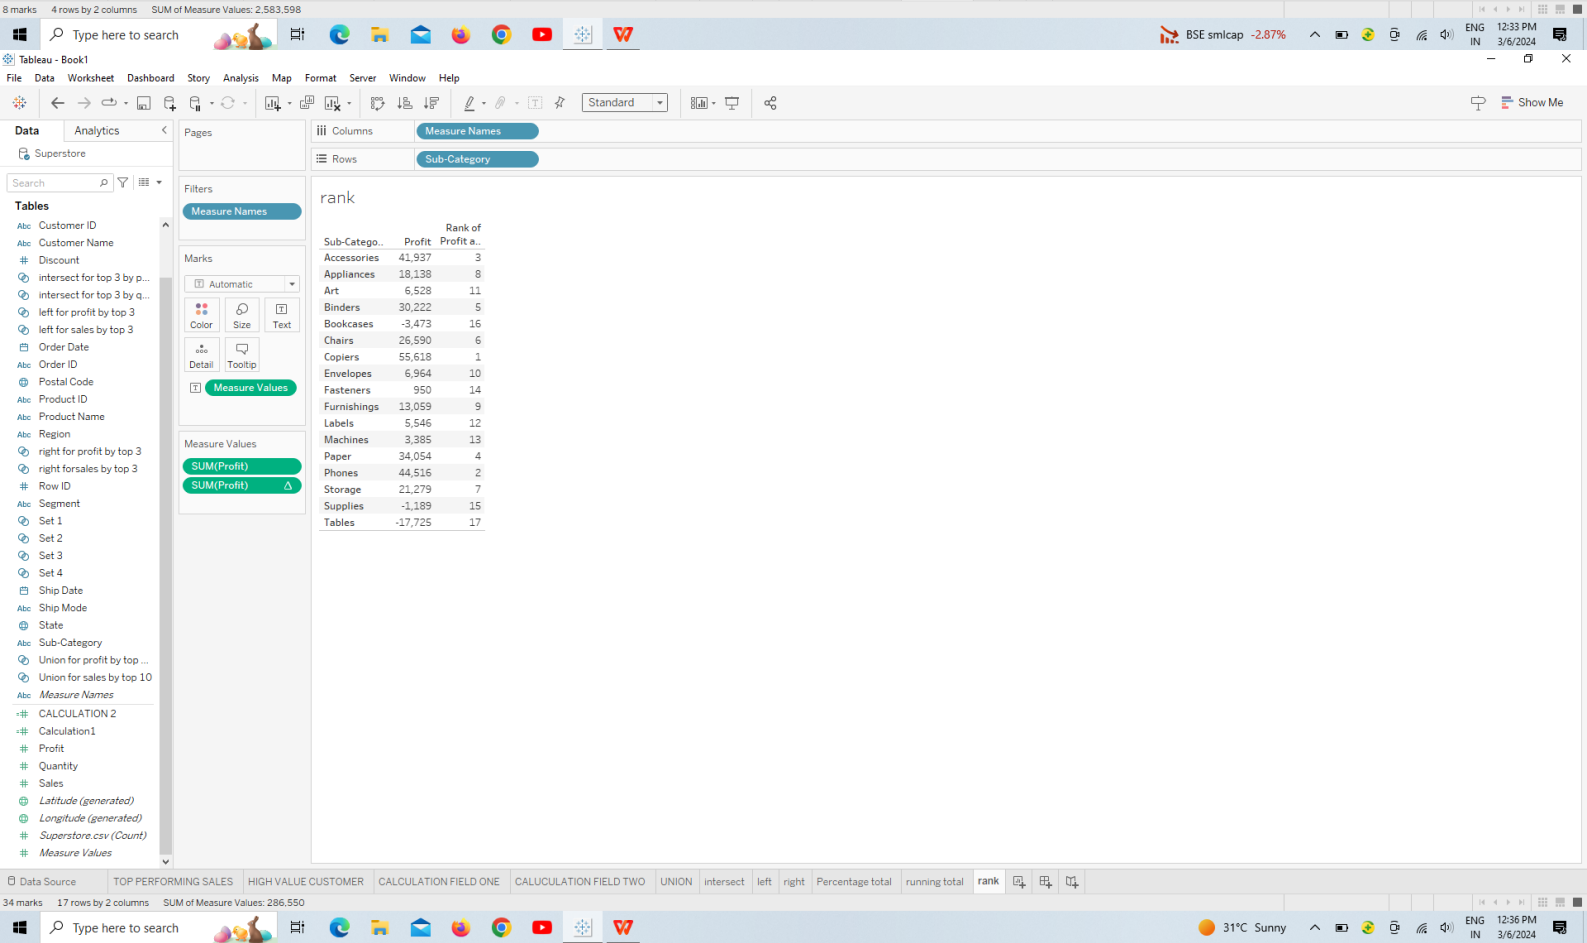 8 marks 4 rows by 2 columns SUM of Measure Values: 2,583,598
Type here to search BSE smlcap -2.87% ENG 12:33 PM
IN 3/6/2024
Tableau - Book1
File Data Worksheet Dashboard Story Analysis Map Format Server Window Help
Standard Show Me
Data Analytics
Superstore
Search
Tables
Abc Customer ID
Abc Customer Name
# Discount
intersect for top 3 by p...
intersect for top 3 by q...
left for profit by top 3
left for sales by top 3
Order Date
Abc Order ID
Postal Code
Abc Product ID
Abc Product Name
Abc Region
right for profit by top 3
right forsales by top 3
# Row ID
Abc Segment
Set 1
Set 2
Set 3
Set 4
Ship Date
Abc Ship Mode
State
Abc Sub-Category
Union for profit by top ...
Union for sales by top 10
Abc Measure Names
=# CALCULATION 2
=# Calculation1
# Profit
# Quantity
# Sales
Latitude (generated)
Longitude (generated)
# Superstore.csv (Count)
# Measure Values
Pages
Filters
Measure Names
Marks
T Automatic
Color Size Text
Detail Tooltip
T Measure Values
Measure Values
SUM(Profit)
SUM(Profit) Δ
Columns Measure Names
Rows Sub-Category
rank
Rank of
Sub-Catego.. Profit Profit a..
Accessories 41,937 3
Appliances 18,138 8
Art 6,528 11
Binders 30,222 5
Bookcases -3,473 16
Chairs 26,590 6
Copiers 55,618 1
Envelopes 6,964 10
Fasteners 950 14
Furnishings 13,059 9
Labels 5,546 12
Machines 3,385 13
Paper 34,054 4
Phones 44,516 2
Storage 21,279 7
Supplies -1,189 15
Tables -17,725 17
Data Source TOP PERFORMING SALES HIGH VALUE CUSTOMER CALCULATION FIELD ONE CALUCULATION FIELD TWO UNION intersect left right Percentage total running total rank
34 marks 17 rows by 2 columns SUM of Measure Values: 286,550
Type here to search 31°C Sunny ENG 12:36 PM
IN 3/6/2024